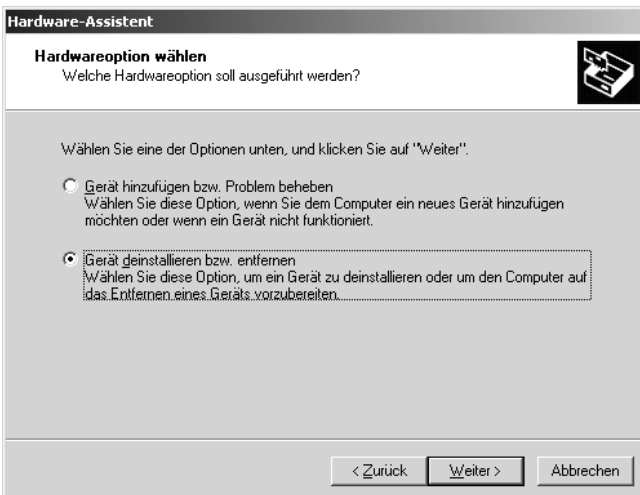 Hardware-Assistent
Hardwareoption wählen
Welche Hardwareoption soll ausgeführt werden?
Wählen Sie eine der Optionen unten, und klicken Sie auf "Weiter".
Gerät hinzufügen bzw. Problem beheben
Wählen Sie diese Option, wenn Sie dem Computer ein neues Gerät hinzufügen
möchten oder wenn ein Gerät nicht funktioniert.
Gerät deinstallieren bzw. entfernen
Wählen Sie diese Option, um ein Gerät zu deinstallieren oder um den Computer auf
das Entfernen eines Geräts vorzubereiten.
< Zurück Weiter > Abbrechen